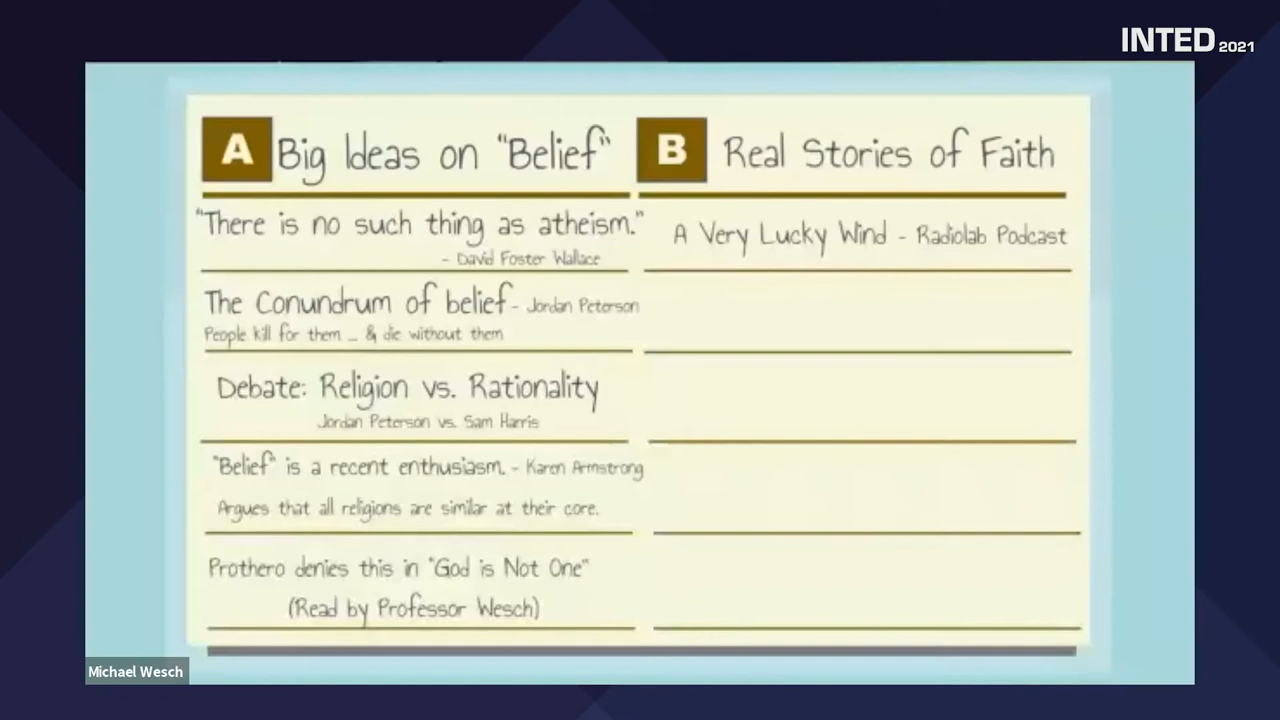 INTED 2021
A Big Ideas on "Belief"
"There is no such thing as atheism."
- David Foster Wallace
The Conundrum of belief - Jordan Peterson
People kill for them ... & die without them
Debate: Religion vs. Rationality
Jordan Peterson vs. Sam Harris
"Belief" is a recent enthusiasm. - Karen Armstrong
Argues that all religions are similar at their core.
Prothero denies this in "God is Not One"
(Read by Professor Wesch)
B Real Stories of Faith
A Very Lucky Wind - Radiolab Podcast
Michael Wesch